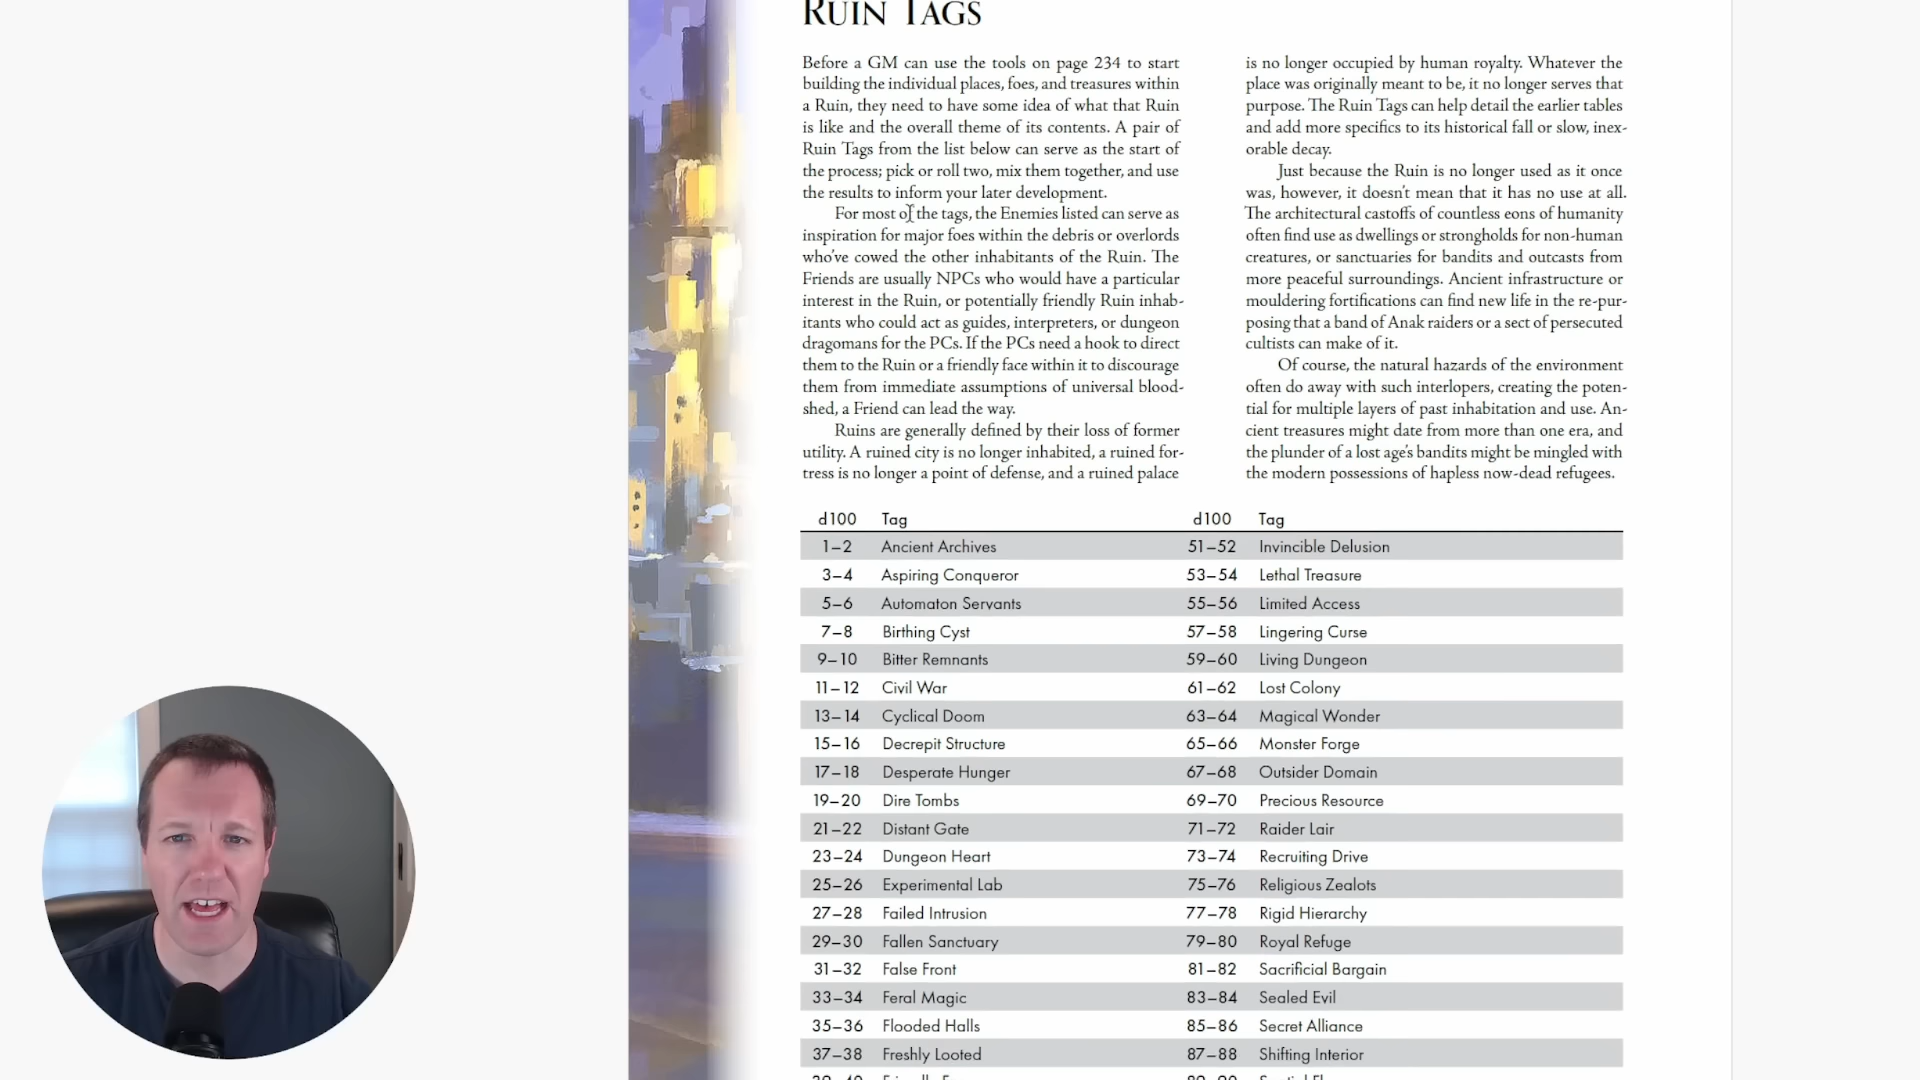 RUIN TAGS
Before a GM can use the tools on page 234 to start
building the individual places, foes, and treasures within
a Ruin, they need to have some idea of what that Ruin
is like and the overall theme of its contents. A pair of
Ruin Tags from the list below can serve as the start of
the process; pick or roll two, mix them together, and use
the results to inform your later development.
For most of the tags, the Enemies listed can serve as
inspiration for major foes within the debris or overlords
who've cowed the other inhabitants of the Ruin. The
Friends are usually NPCs who would have a particular
interest in the Ruin, or potentially friendly Ruin inhab-
itants who could act as guides, interpreters, or dungeon
dragomans for the PCs. If the PCs need a hook to direct
them to the Ruin or a friendly face within it to discourage
them from immediate assumptions of universal blood-
shed, a Friend can lead the way.
Ruins are generally defined by their loss of former
utility. A ruined city is no longer inhabited, a ruined for-
tress is no longer a point of defense, and a ruined palace
is no longer occupied by human royalty. Whatever the
place was originally meant to be, it no longer serves that
purpose. The Ruin Tags can help detail the earlier tables
and add more specifics to its historical fall or slow, inex-
orable decay.
Just because the Ruin is no longer used as it once
was, however, it doesn't mean that it has no use at all.
The architectural castoffs of countless eons of humanity
often find use as dwellings or strongholds for non-human
creatures, or sanctuaries for bandits and outcasts from
more peaceful surroundings. Ancient infrastructure or
mouldering fortifications can find new life in the re-pur-
posing that a band of Anak raiders or a sect of persecuted
cultists can make of it.
Of course, the natural hazards of the environment
often do away with such interlopers, creating the poten-
tial for multiple layers of past inhabitation and use. An-
cient treasures might date from more than one era, and
the plunder of a lost age's bandits might be mingled with
the modern possessions of hapless now-dead refugees.
d100 Tag d100 Tag
1–2 Ancient Archives 51–52 Invincible Delusion
3–4 Aspiring Conqueror 53–54 Lethal Treasure
5–6 Automaton Servants 55–56 Limited Access
7–8 Birthing Cyst 57–58 Lingering Curse
9–10 Bitter Remnants 59–60 Living Dungeon
11–12 Civil War 61–62 Lost Colony
13–14 Cyclical Doom 63–64 Magical Wonder
15–16 Decrepit Structure 65–66 Monster Forge
17–18 Desperate Hunger 67–68 Outsider Domain
19–20 Dire Tombs 69–70 Precious Resource
21–22 Distant Gate 71–72 Raider Lair
23–24 Dungeon Heart 73–74 Recruiting Drive
25–26 Experimental Lab 75–76 Religious Zealots
27–28 Failed Intrusion 77–78 Rigid Hierarchy
29–30 Fallen Sanctuary 79–80 Royal Refuge
31–32 False Front 81–82 Sacrificial Bargain
33–34 Feral Magic 83–84 Sealed Evil
35–36 Flooded Halls 85–86 Secret Alliance
37–38 Freshly Looted 87–88 Shifting Interior